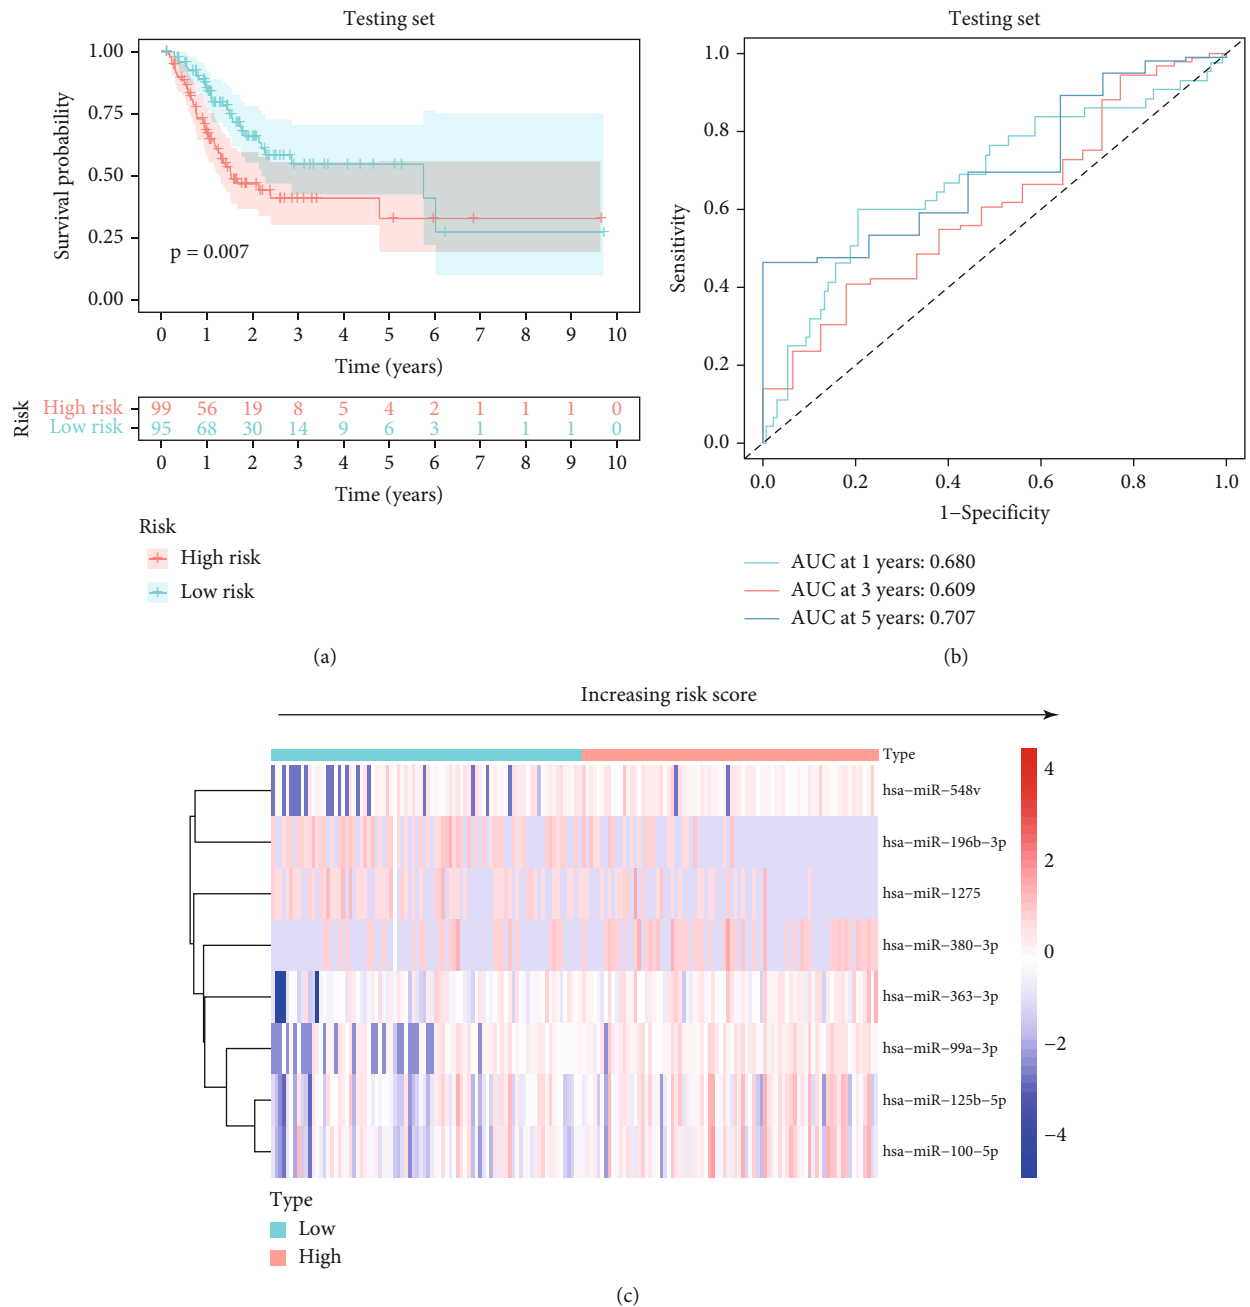 Testing set
Survival probability
1.00
0.75
0.50
0.25
0.00
p = 0.007
0 1 2 3 4 5 6 7 8 9 10
Time (years)
Risk
High risk 99 56 19 8 5 4 2 1 1 1 0
Low risk 95 68 30 14 9 6 3 1 1 1 0
0 1 2 3 4 5 6 7 8 9 10
Time (years)
Risk
High risk
Low risk
(a)
Testing set
Sensitivity
1.0
0.8
0.6
0.4
0.2
0.0
0.0 0.2 0.4 0.6 0.8 1.0
1−Specificity
AUC at 1 years: 0.680
AUC at 3 years: 0.609
AUC at 5 years: 0.707
(b)
Increasing risk score
Type
hsa−miR−548v
hsa−miR−196b−3p
hsa−miR−1275
hsa−miR−380−3p
hsa−miR−363−3p
hsa−miR−99a−3p
hsa−miR−125b−5p
hsa−miR−100−5p
4
2
0
−2
−4
Type
Low
High
(c)